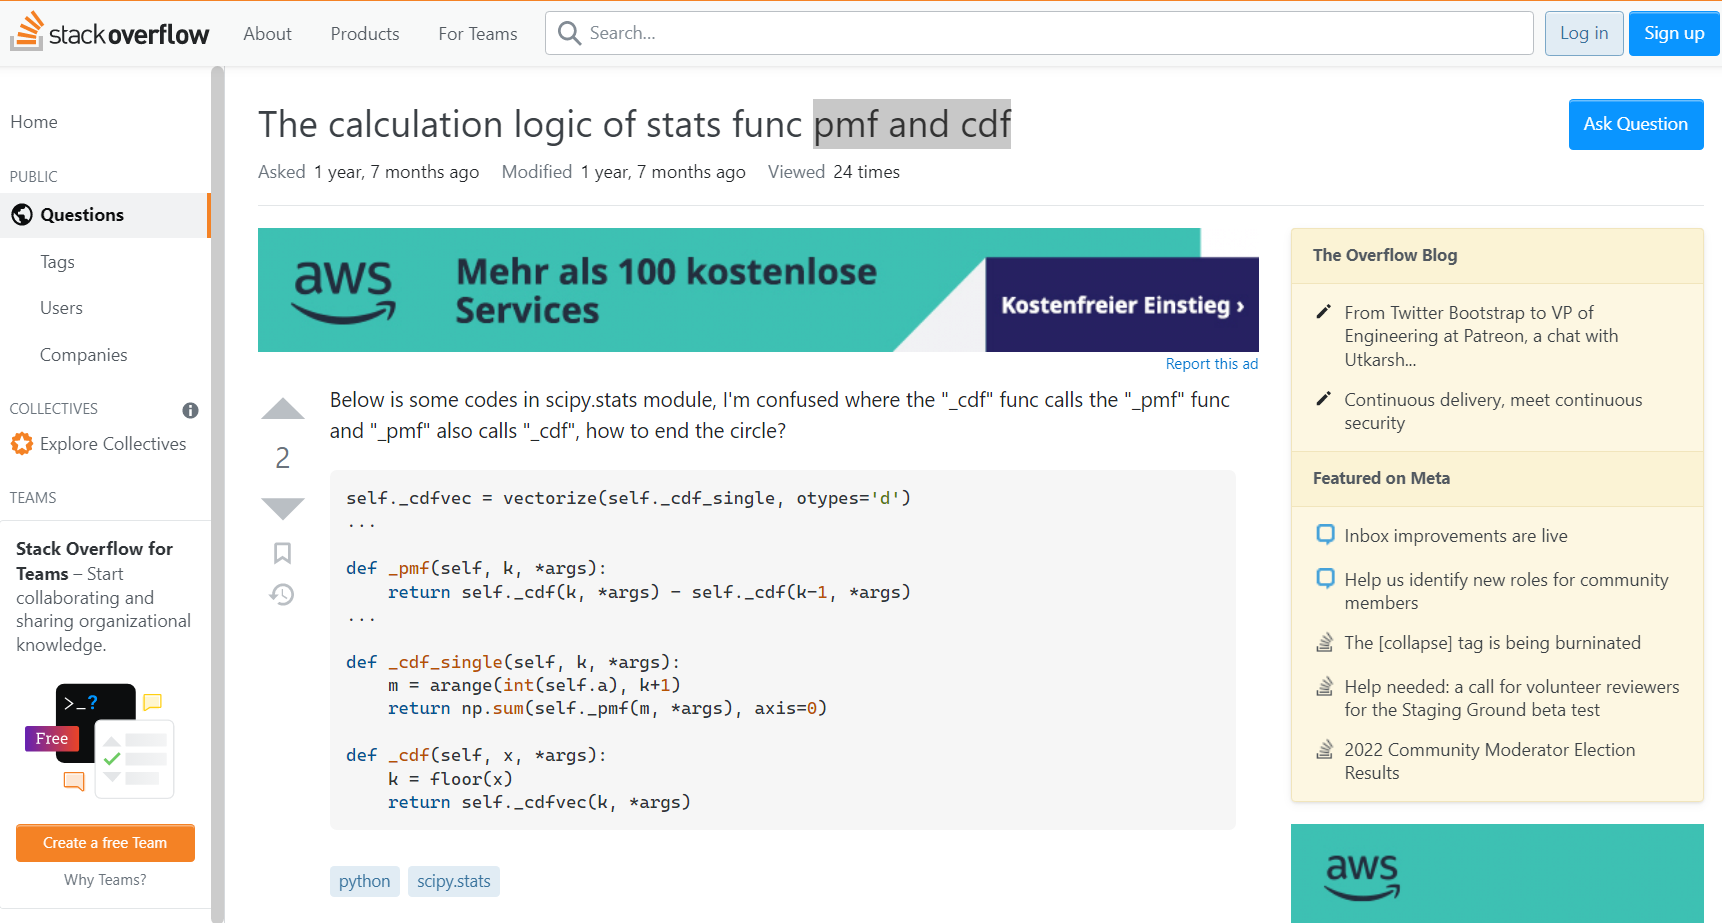 stack overflow
About
Products
For Teams
Search...
Log in
Sign up
Home
PUBLIC
Questions
Tags
Users
Companies
COLLECTIVES
Explore Collectives
TEAMS
Stack Overflow for
Teams – Start
collaborating and
sharing organizational
knowledge.
>_?
Free
Create a free Team
Why Teams?
The calculation logic of stats func pmf and cdf
Ask Question
Asked 1 year, 7 months ago Modified 1 year, 7 months ago Viewed 24 times
aws
Mehr als 100 kostenlose
Services
Kostenfreier Einstieg ›
Report this ad
2
Below is some codes in scipy.stats module, I'm confused where the "_cdf" func calls the "_pmf" func
and "_pmf" also calls "_cdf", how to end the circle?
self._cdfvec = vectorize(self._cdf_single, otypes='d')
...
def _pmf(self, k, *args):
    return self._cdf(k, *args) - self._cdf(k-1, *args)
...
def _cdf_single(self, k, *args):
    m = arange(int(self.a), k+1)
    return np.sum(self._pmf(m, *args), axis=0)
def _cdf(self, x, *args):
    k = floor(x)
    return self._cdfvec(k, *args)
python
scipy.stats
The Overflow Blog
From Twitter Bootstrap to VP of
Engineering at Patreon, a chat with
Utkarsh...
Continuous delivery, meet continuous
security
Featured on Meta
Inbox improvements are live
Help us identify new roles for community
members
The [collapse] tag is being burninated
Help needed: a call for volunteer reviewers
for the Staging Ground beta test
2022 Community Moderator Election
Results
aws